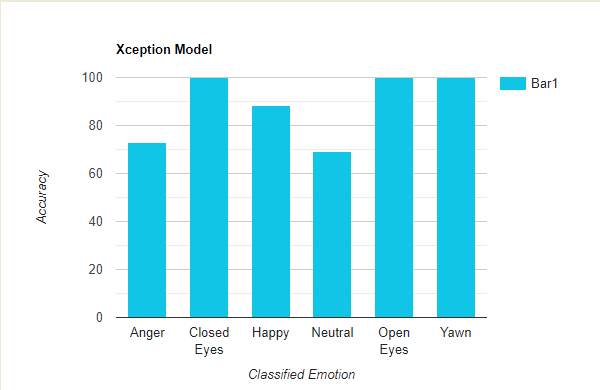 Xception Model
100
80
60
40
20
0
Accuracy
Bar1
Anger
Closed
Eyes
Happy
Neutral
Open
Eyes
Yawn
Classified Emotion